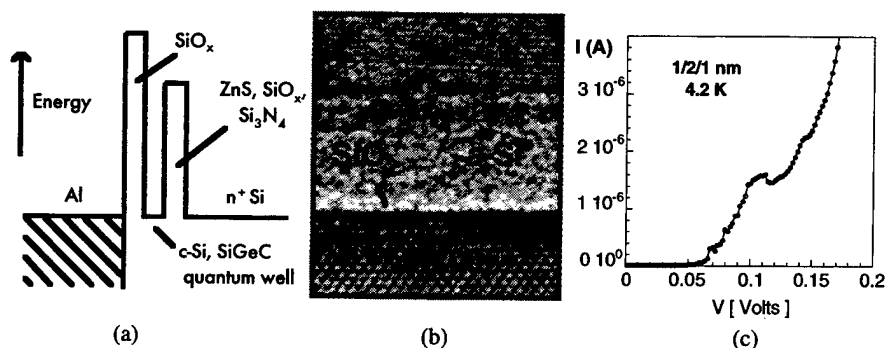 SiOₓ
Energy
ZnS, SiOₓ,
Si₃N₄
Al
n⁺ Si
c-Si, SiGeC
quantum well
(a)
(b)
I (A)
1/2/1 nm
4.2 K
3 10⁻⁶
2 10⁻⁶
1 10⁻⁶
0 10⁰
0
0.05
0.1
0.15
0.2
V [ Volts ]
(c)